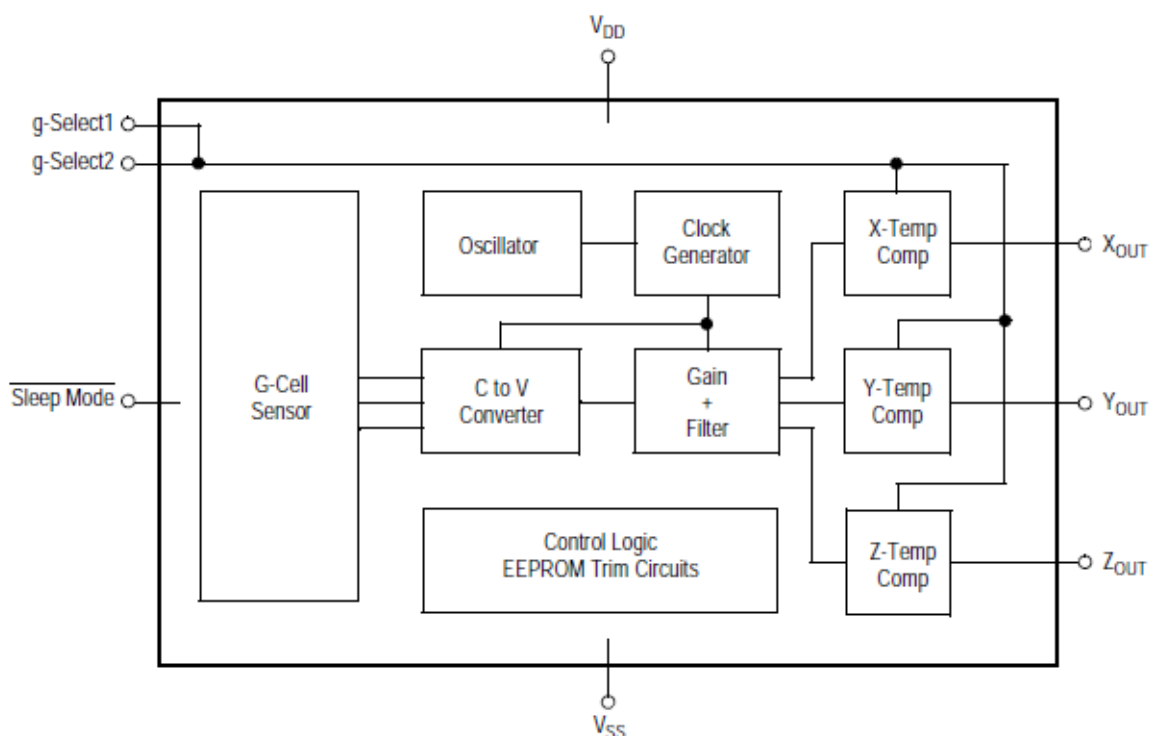 VDD
g-Select1
g-Select2
Oscillator
Clock
Generator
X-Temp
Comp
XOUT
Sleep Mode
G-Cell
Sensor
C to V
Converter
Gain
+
Filter
Y-Temp
Comp
YOUT
Control Logic
EEPROM Trim Circuits
Z-Temp
Comp
ZOUT
VSS